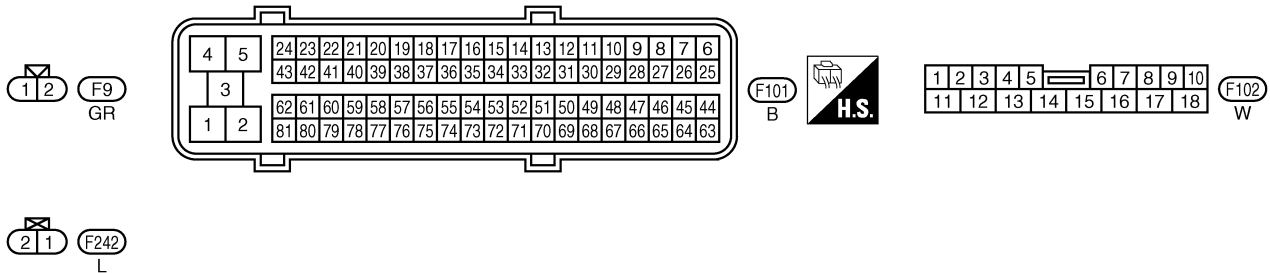 1 2 F9
GR
4 5
3
1 2
24 23 22 21 20 19 18 17 16 15 14 13 12 11 10 9 8 7 6
43 42 41 40 39 38 37 36 35 34 33 32 31 30 29 28 27 26 25
62 61 60 59 58 57 56 55 54 53 52 51 50 49 48 47 46 45 44
81 80 79 78 77 76 75 74 73 72 71 70 69 68 67 66 65 64 63
F101
B
H.S.
1 2 3 4 5 6 7 8 9 10
11 12 13 14 15 16 17 18
F102
W
2 1 F242
L